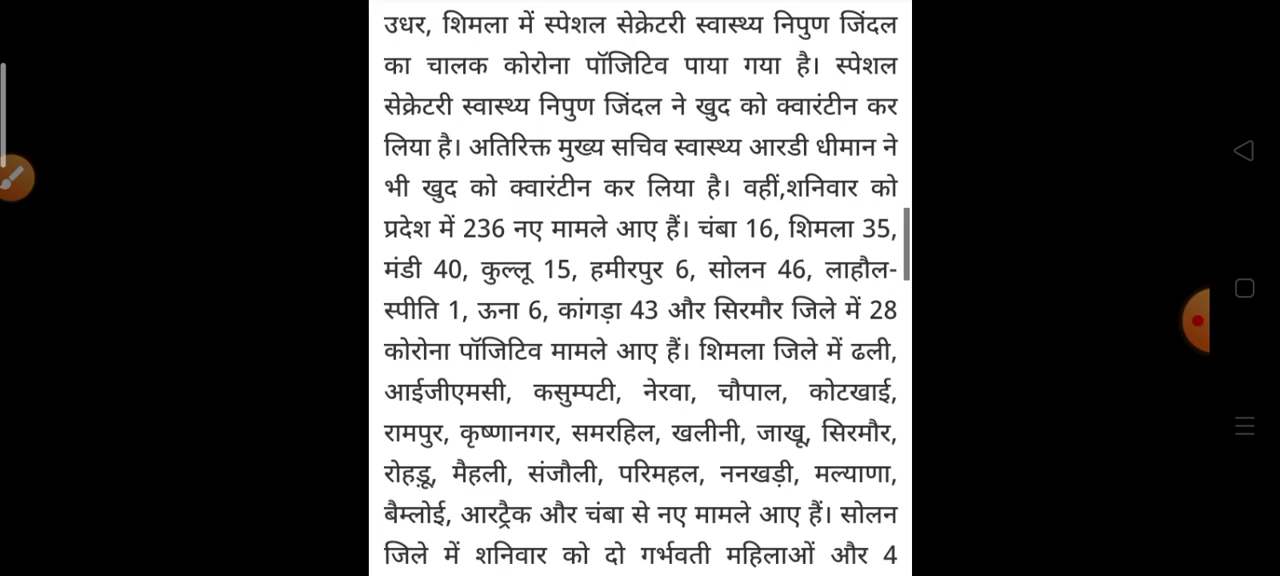 उधर, शिमला में स्पेशल सेक्रेटरी स्वास्थ्य निपुण जिंदल
का चालक कोरोना पॉजिटिव पाया गया है। स्पेशल
सेक्रेटरी स्वास्थ्य निपुण जिंदल ने खुद को क्वारंटीन कर
लिया है। अतिरिक्त मुख्य सचिव स्वास्थ्य आरडी धीमान ने
भी खुद को क्वारंटीन कर लिया है। वहीं,शनिवार को
प्रदेश में 236 नए मामले आए हैं। चंबा 16, शिमला 35,
मंडी 40, कुल्लू 15, हमीरपुर 6, सोलन 46, लाहौल-
स्पीति 1, ऊना 6, कांगड़ा 43 और सिरमौर जिले में 28
कोरोना पॉजिटिव मामले आए हैं। शिमला जिले में ढली,
आईजीएमसी, कसुम्पटी, नेरवा, चौपाल, कोटखाई,
रामपुर, कृष्णानगर, समरहिल, खलीनी, जाखू, सिरमौर,
रोहड़ू, मैहली, संजौली, परिमहल, ननखड़ी, मल्याणा,
बैम्लोई, आरट्रैक और चंबा से नए मामले आए हैं। सोलन
जिले में शनिवार को दो गर्भवती महिलाओं और 4